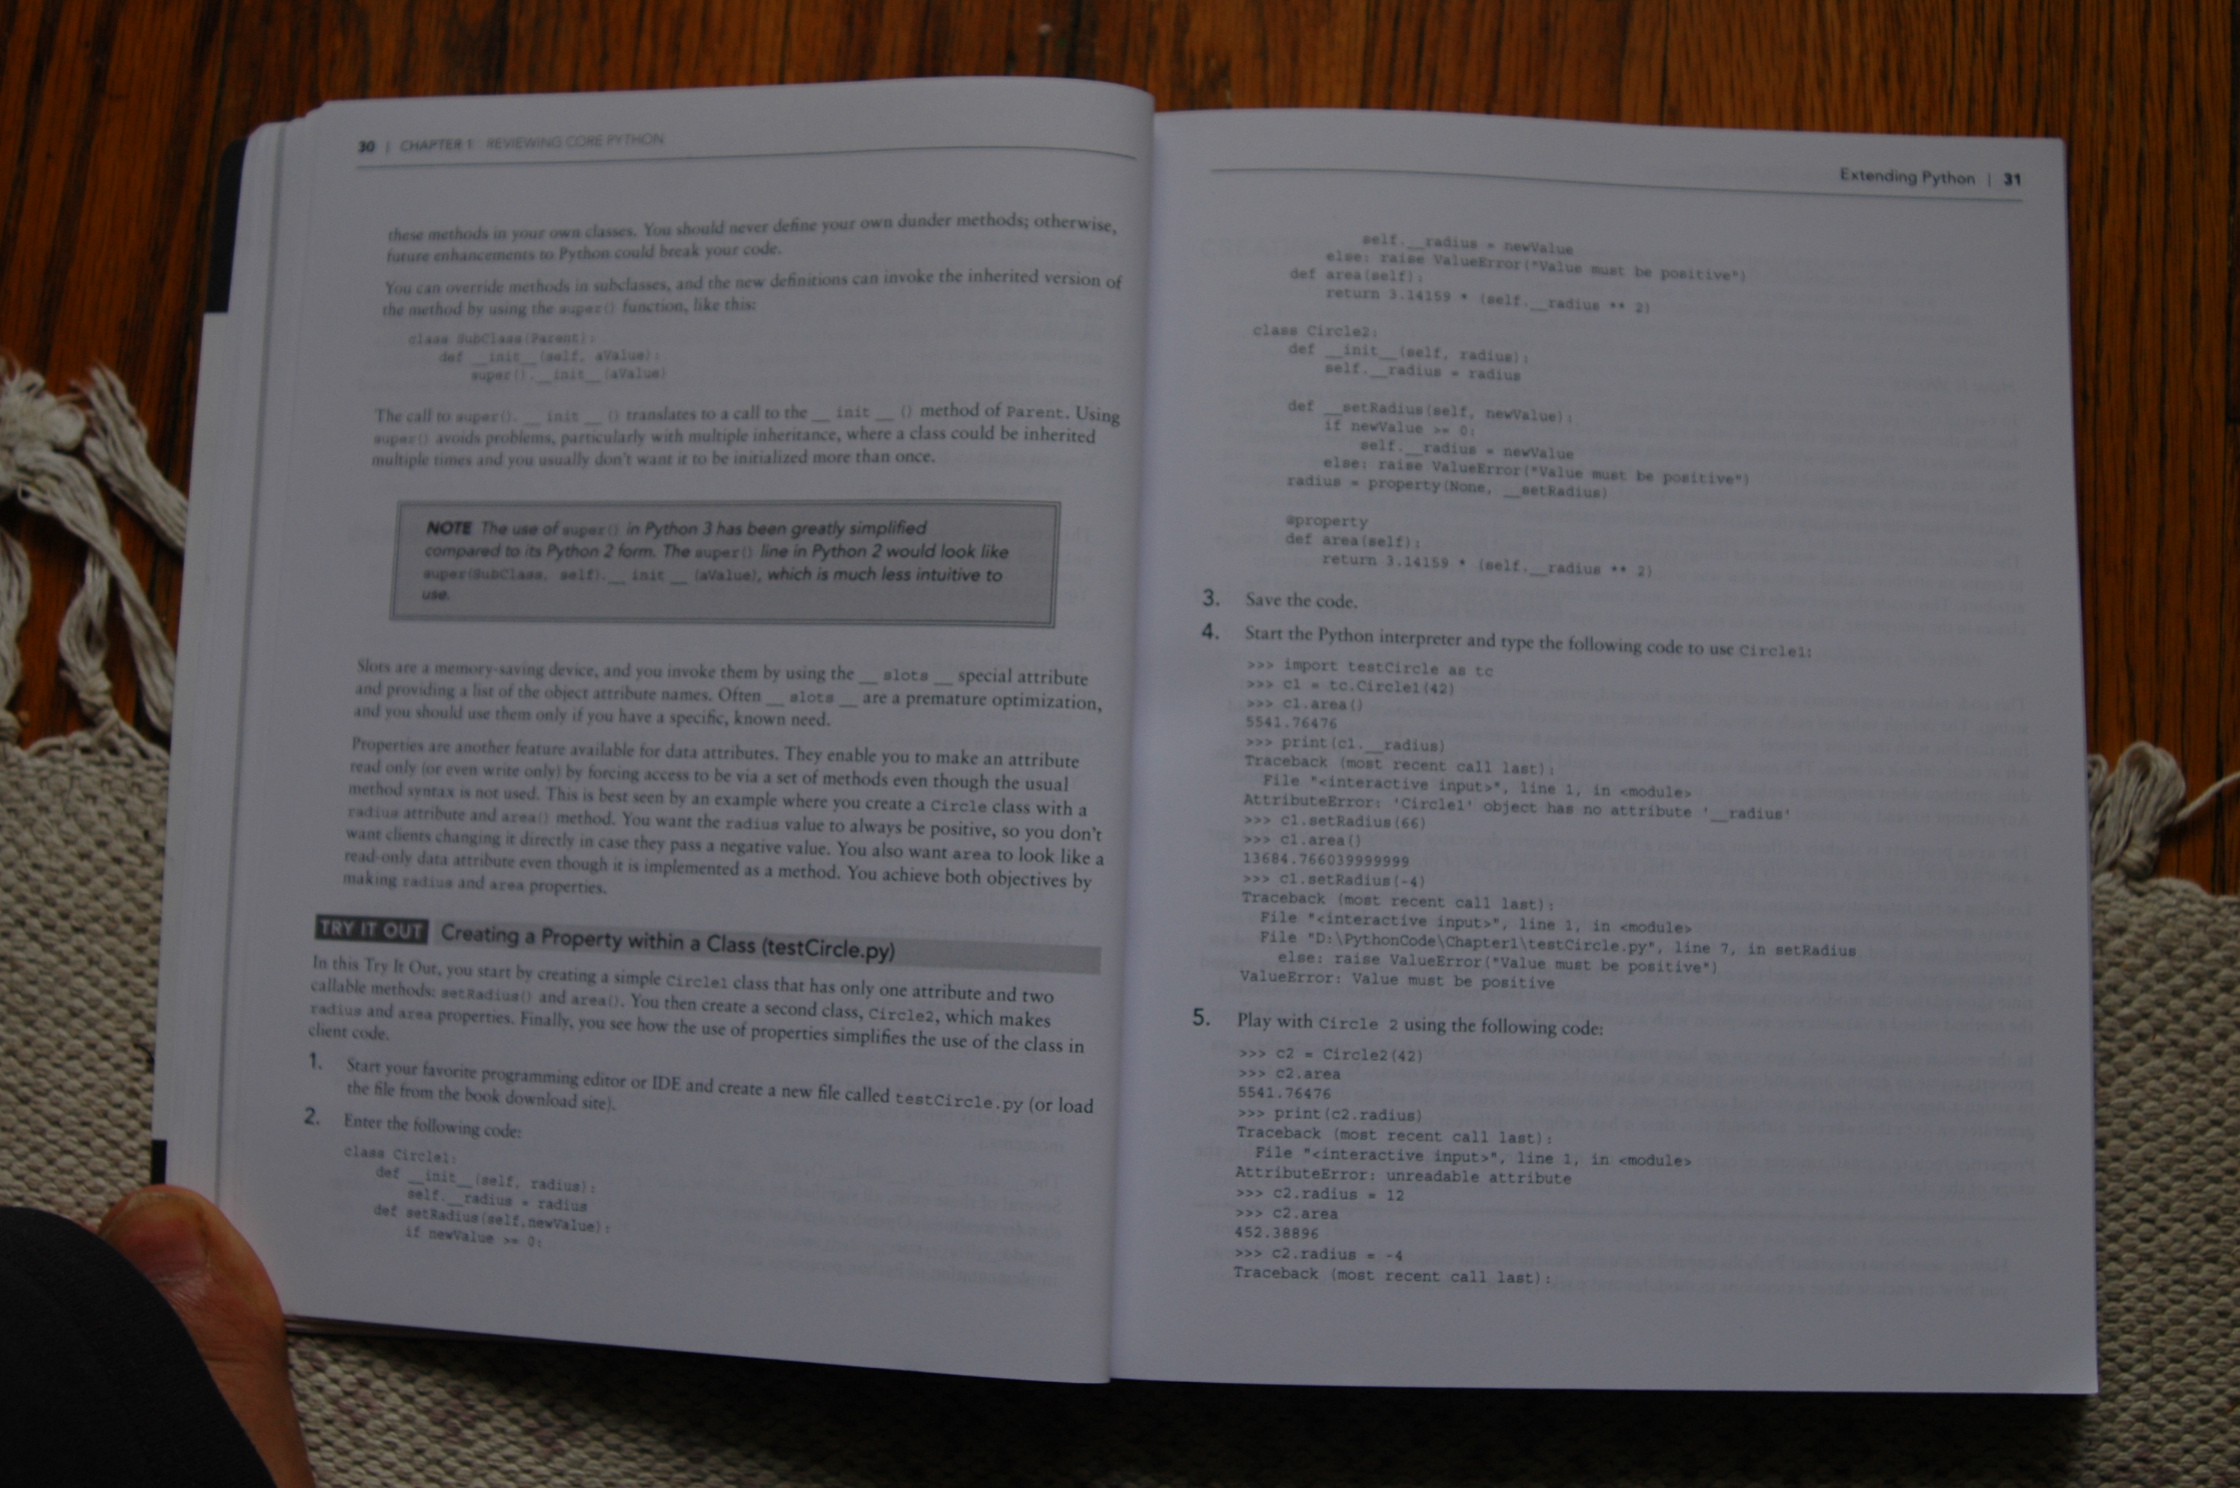 30 | CHAPTER 1 REVIEWING CORE PYTHON
these methods in your own classes. You should never define your own dunder methods; otherwise,
future enhancements to Python could break your code.
You can override methods in subclasses, and the new definitions can invoke the inherited version of
the method by using the super() function, like this:
class SubClass(Parent):
def __init__(self, aValue):
super().__init__(aValue)
The call to super().__init__() translates to a call to the __init__() method of Parent. Using
super() avoids problems, particularly with multiple inheritance, where a class could be inherited
multiple times and you usually don't want it to be initialized more than once.
NOTE The use of super() in Python 3 has been greatly simplified
compared to its Python 2 form. The super() line in Python 2 would look like
super(SubClass, self).__init__(aValue), which is much less intuitive to
use.
Slots are a memory-saving device, and you invoke them by using the __slots__ special attribute
and providing a list of the object attribute names. Often __slots__ are a premature optimization,
and you should use them only if you have a specific, known need.
Properties are another feature available for data attributes. They enable you to make an attribute
read only (or even write only) by forcing access to be via a set of methods even though the usual
method syntax is not used. This is best seen by an example where you create a Circle class with a
radius attribute and area() method. You want the radius value to always be positive, so you don't
want clients changing it directly in case they pass a negative value. You also want area to look like a
read-only data attribute even though it is implemented as a method. You achieve both objectives by
making radius and area properties.
TRY IT OUT Creating a Property within a Class (testCircle.py)
In this Try It Out, you start by creating a simple Circle1 class that has only one attribute and two
callable methods: setRadius() and area(). You then create a second class, Circle2, which makes
radius and area properties. Finally, you see how the use of properties simplifies the use of the class in
client code.
1. Start your favorite programming editor or IDE and create a new file called testCircle.py (or load
the file from the book download site).
2. Enter the following code:
class Circle1:
def __init__(self, radius):
self.__radius = radius
def setRadius(self,newValue):
if newValue >= 0:
Extending Python | 31
self.__radius = newValue
else: raise ValueError("Value must be positive")
def area(self):
return 3.14159 * (self.__radius ** 2)
class Circle2:
def __init__(self, radius):
self.__radius = radius
def __setRadius(self, newValue):
if newValue >= 0:
self.__radius = newValue
else: raise ValueError("Value must be positive")
radius = property(None, __setRadius)
@property
def area(self):
return 3.14159 * (self.__radius ** 2)
3. Save the code.
4. Start the Python interpreter and type the following code to use Circle1:
>>> import testCircle as tc
>>> c1 = tc.Circle1(42)
>>> c1.area()
5541.76476
>>> print(c1.__radius)
Traceback (most recent call last):
File "<interactive input>", line 1, in <module>
AttributeError: 'Circle1' object has no attribute '__radius'
>>> c1.setRadius(66)
>>> c1.area()
13684.766039999999
>>> c1.setRadius(-4)
Traceback (most recent call last):
File "<interactive input>", line 1, in <module>
File "D:\PythonCode\Chapter1\testCircle.py", line 7, in setRadius
else: raise ValueError("Value must be positive")
ValueError: Value must be positive
5. Play with Circle 2 using the following code:
>>> c2 = Circle2(42)
>>> c2.area
5541.76476
>>> print(c2.radius)
Traceback (most recent call last):
File "<interactive input>", line 1, in <module>
AttributeError: unreadable attribute
>>> c2.radius = 12
>>> c2.area
452.38896
>>> c2.radius = -4
Traceback (most recent call last):